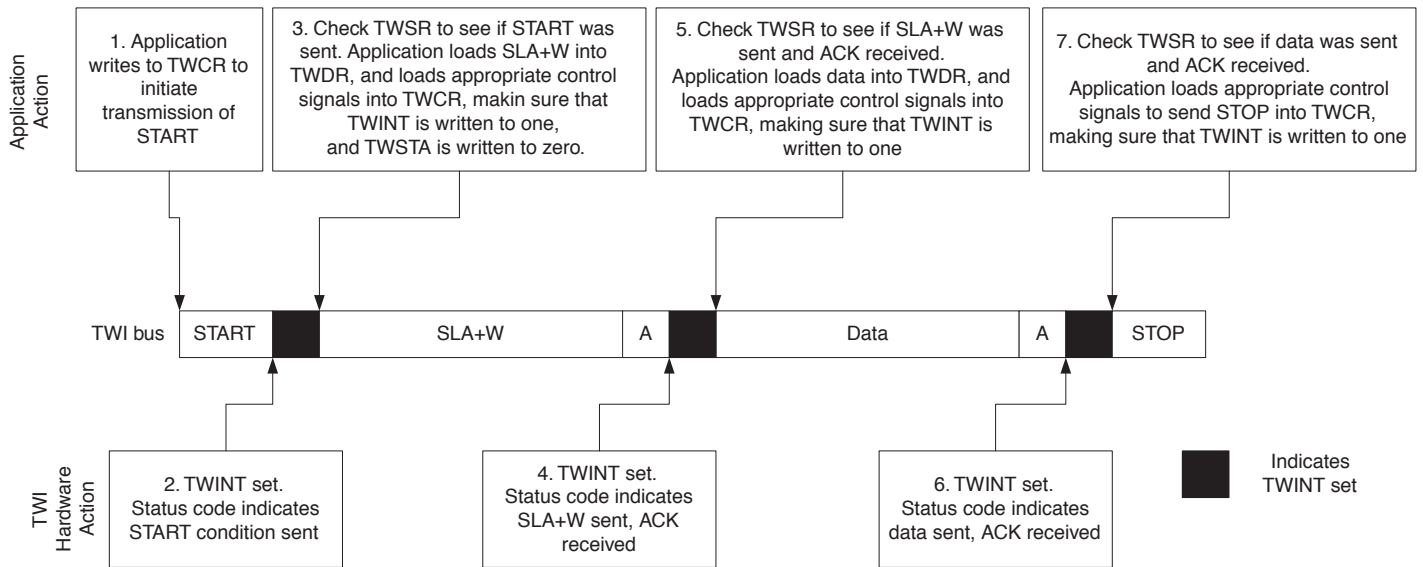 Application
Action
1. Application
writes to TWCR to
initiate
transmission of
START
3. Check TWSR to see if START was
sent. Application loads SLA+W into
TWDR, and loads appropriate control
signals into TWCR, makin sure that
TWINT is written to one,
and TWSTA is written to zero.
5. Check TWSR to see if SLA+W was
sent and ACK received.
Application loads data into TWDR, and
loads appropriate control signals into
TWCR, making sure that TWINT is
written to one
7. Check TWSR to see if data was sent
and ACK received.
Application loads appropriate control
signals to send STOP into TWCR,
making sure that TWINT is written to one
TWI bus
START
SLA+W
A
Data
A
STOP
TWI
Hardware
Action
2. TWINT set.
Status code indicates
START condition sent
4. TWINT set.
Status code indicates
SLA+W sent, ACK
received
6. TWINT set.
Status code indicates
data sent, ACK received
Indicates
TWINT set